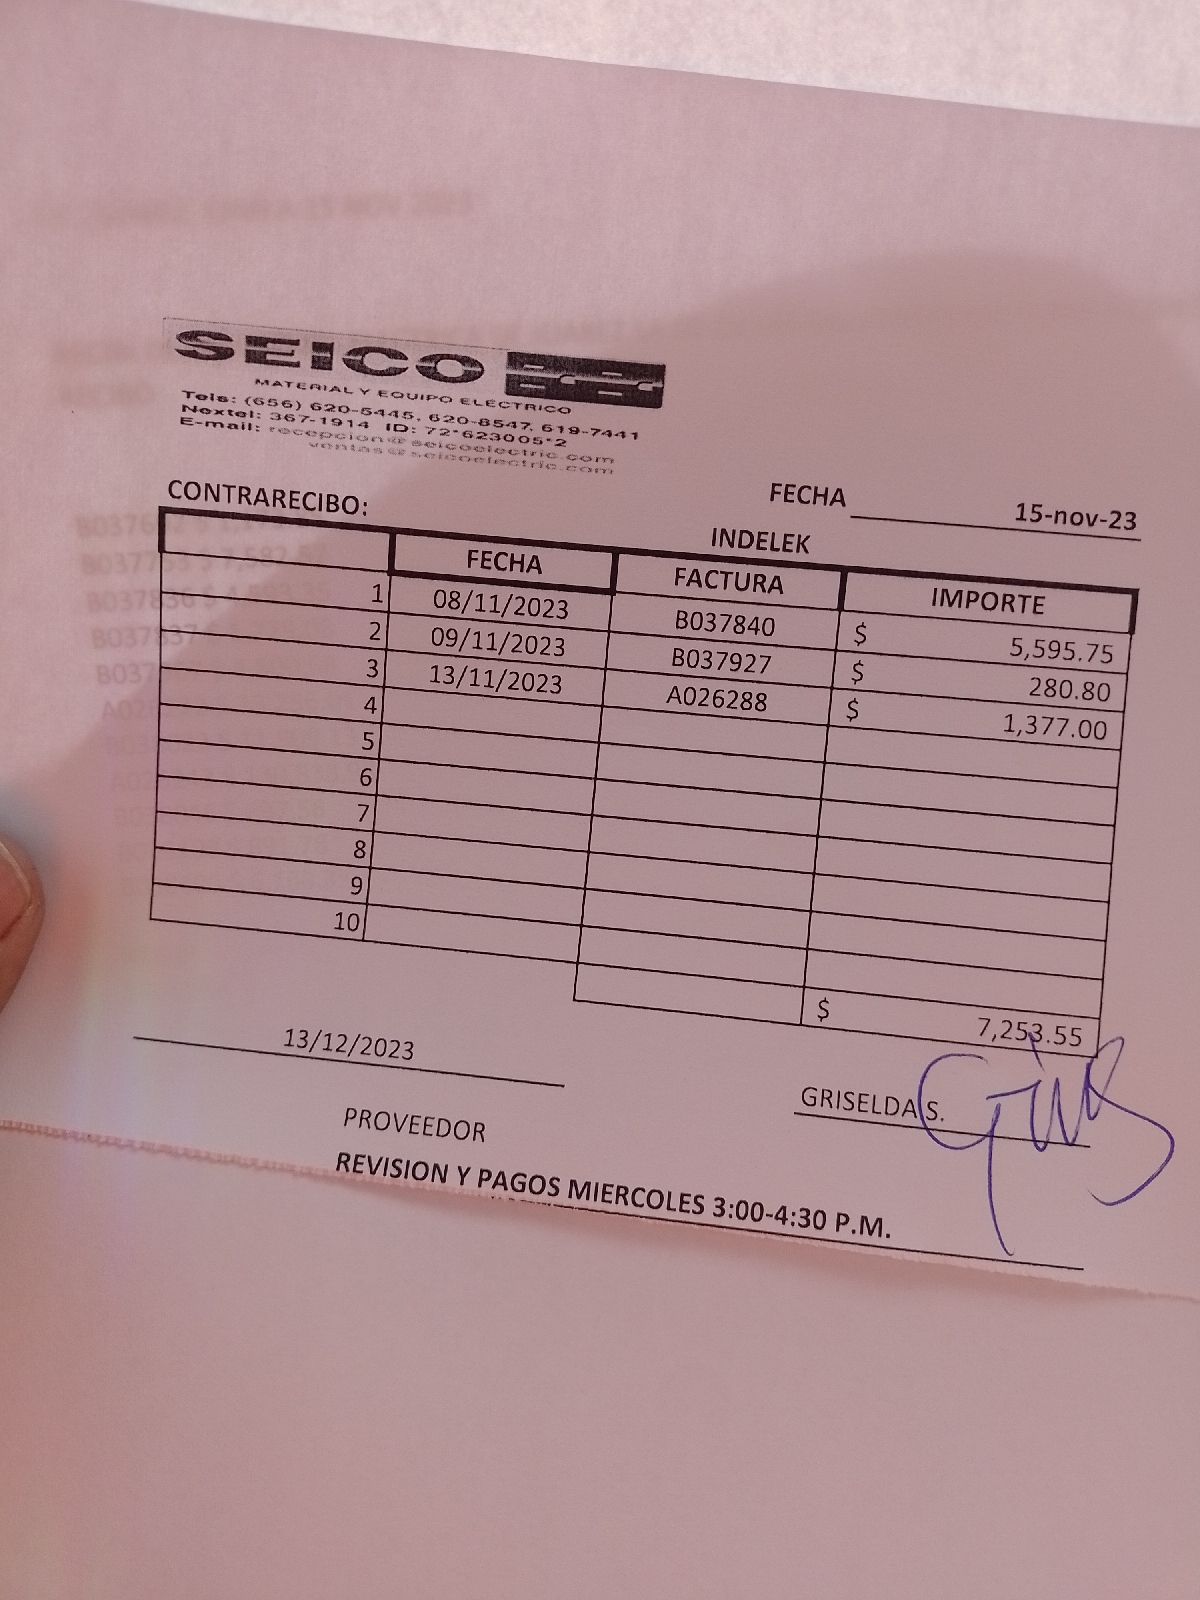 SEICO
MATERIAL Y EQUIPO ELECTRICO
Tels: (656) 620-5445, 620-8547, 619-7441
Nextel: 367-1914 ID: 72*623005*2
E-mail: recepcion@seicoelectric.com
ventas@seicoelectric.com
FECHA 15-nov-23
CONTRARECIBO:
INDELEK
FECHA FACTURA IMPORTE
1 08/11/2023 B037840 $ 5,595.75
2 09/11/2023 B037927 $ 280.80
3 13/11/2023 A026288 $ 1,377.00
4
5
6
7
8
9
10
$ 7,253.55
13/12/2023
GRISELDA S.
PROVEEDOR
REVISION Y PAGOS MIERCOLES 3:00-4:30 P.M.